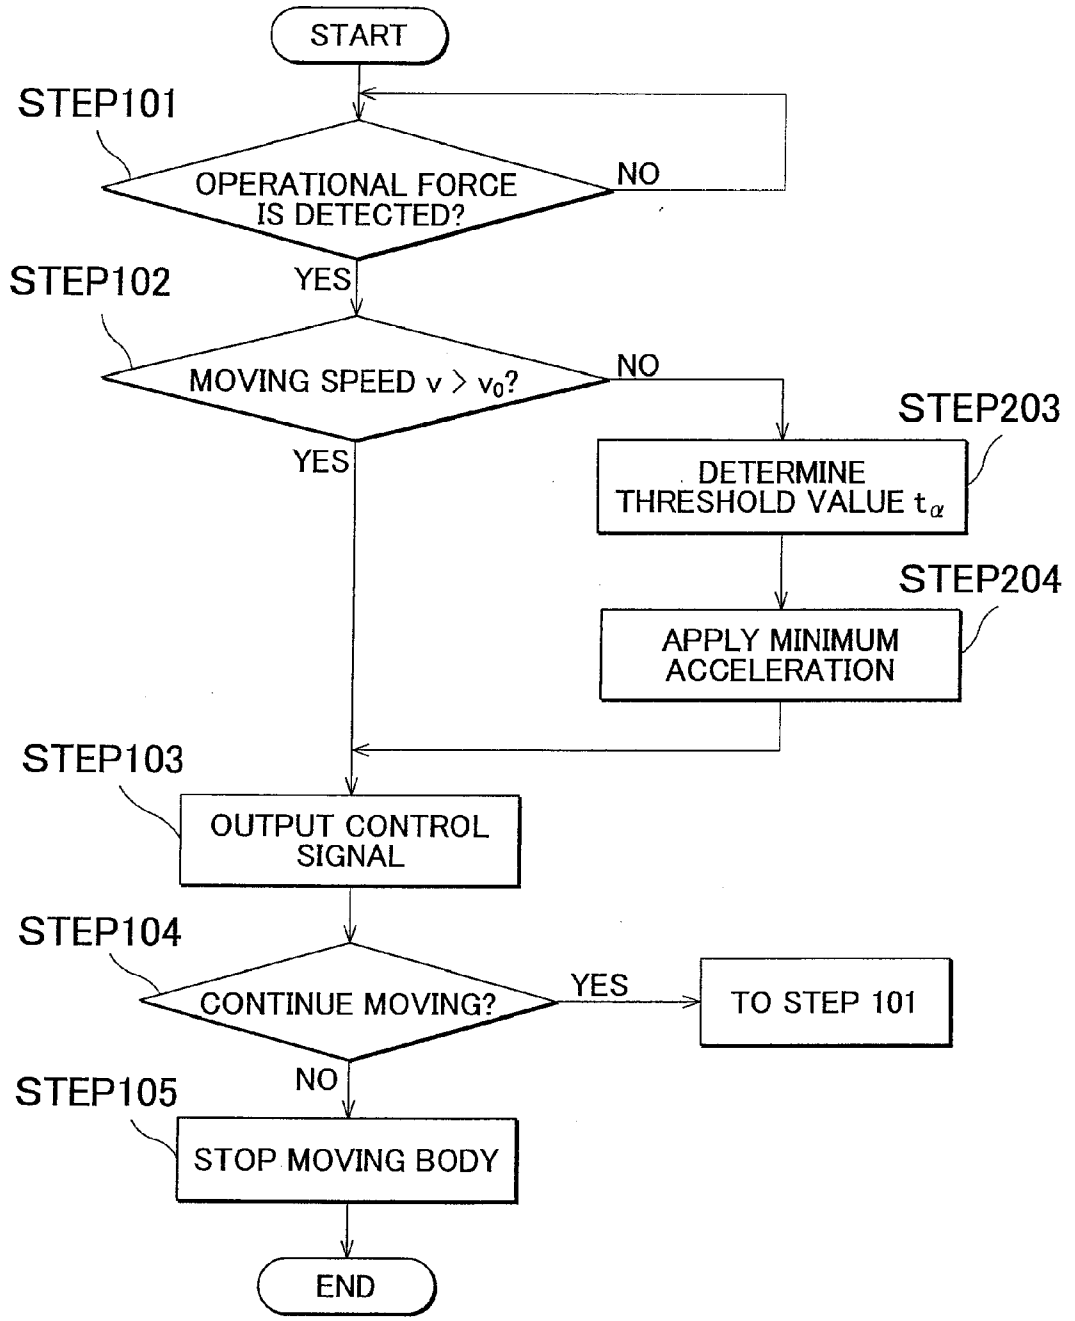 START
STEP101
OPERATIONAL FORCE
IS DETECTED?
NO
YES
STEP102
MOVING SPEED v > v₀?
NO
YES
STEP203
DETERMINE
THRESHOLD VALUE tα
STEP204
APPLY MINIMUM
ACCELERATION
STEP103
OUTPUT CONTROL
SIGNAL
STEP104
CONTINUE MOVING?
YES
TO STEP 101
NO
STEP105
STOP MOVING BODY
END